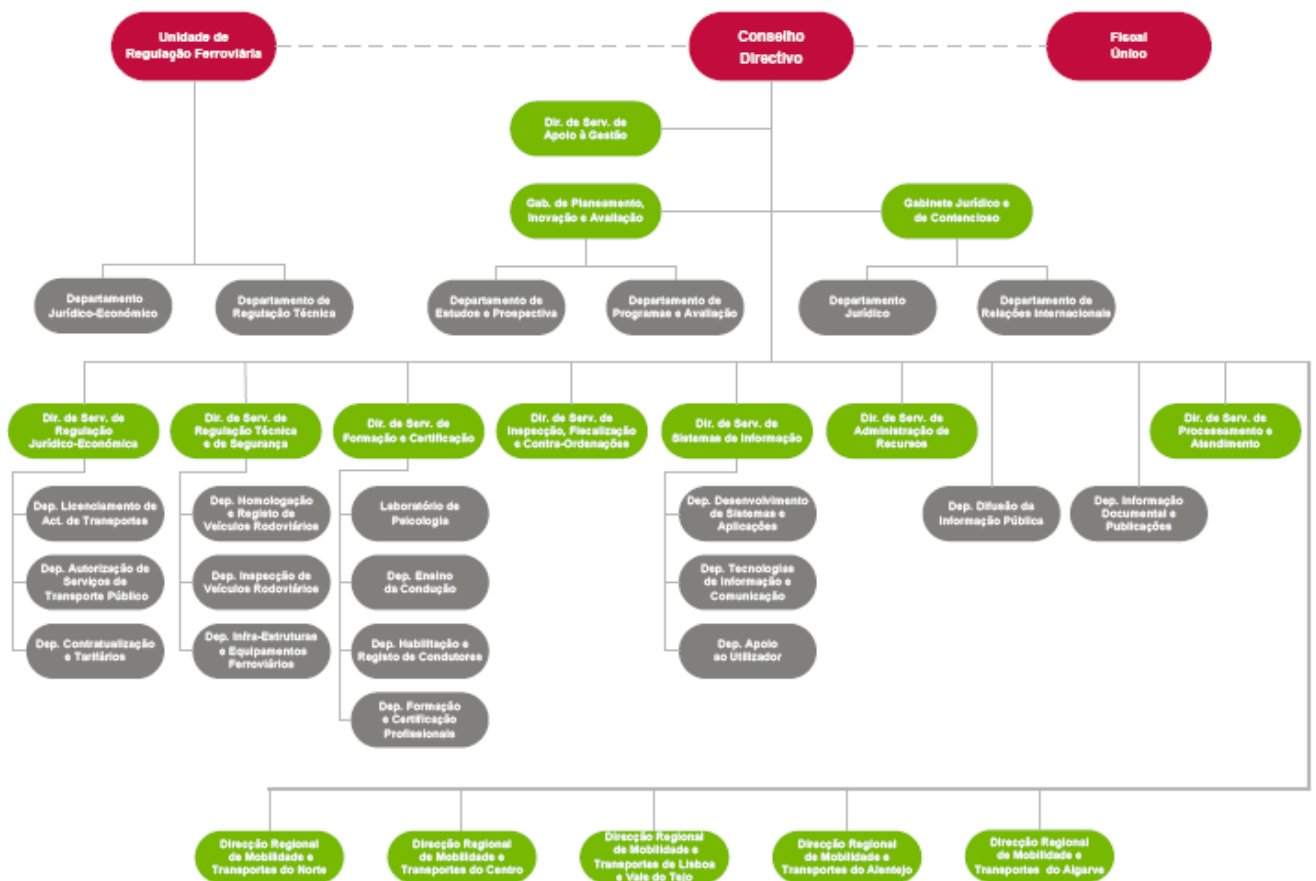 Unidade de
Regulação Ferroviária
Conselho
Directivo
Fiscal
Único
Dir. de Serv. de
Apoio à Gestão
Gab. de Planeamento,
Inovação e Avaliação
Gabinete Jurídico e
de Contencioso
Departamento
Jurídico-Económico
Departamento de
Regulação Técnica
Departamento de
Estudos e Prospectiva
Departamento de
Programas e Avaliação
Departamento
Jurídico
Departamento de
Relações Internacionais
Dir. de Serv. de
Regulação
Jurídico-Económica
Dir. de Serv. de
Regulação Técnica
e de Segurança
Dir. de Serv. de
Formação e Certificação
Dir. de Serv. de
Inspecção, Fiscalização
e Contra-Ordenações
Dir. de Serv. de
Sistemas de Informação
Dir. de Serv. de
Administração de
Recursos
Dir. de Serv. de
Processamento e
Atendimento
Dep. Licenciamento de
Act. de Transportes
Dep. Homologação
e Registo de
Veículos Rodoviários
Laboratório de
Psicologia
Dep. Desenvolvimento
de Sistemas e
Aplicações
Dep. Difusão da
Informação Pública
Dep. Informação
Documental e
Publicações
Dep. Autorização de
Serviços de
Transporte Público
Dep. Inspecção de
Veículos Rodoviários
Dep. Ensino
da Condução
Dep. Tecnologias
de Informação e
Comunicação
Dep. Contratualização
e Tarifários
Dep. Infra-Estruturas
e Equipamentos
Ferroviários
Dep. Habilitação e
Registo de Condutores
Dep. Apoio
ao Utilizador
Dep. Formação
e Certificação
Profissionais
Direcção Regional
de Mobilidade e
Transportes do Norte
Direcção Regional
de Mobilidade e
Transportes do Centro
Direcção Regional
de Mobilidade e
Transportes de Lisboa
e Vale do Tejo
Direcção Regional
de Mobilidade e
Transportes do Alentejo
Direcção Regional
de Mobilidade e
Transportes do Algarve